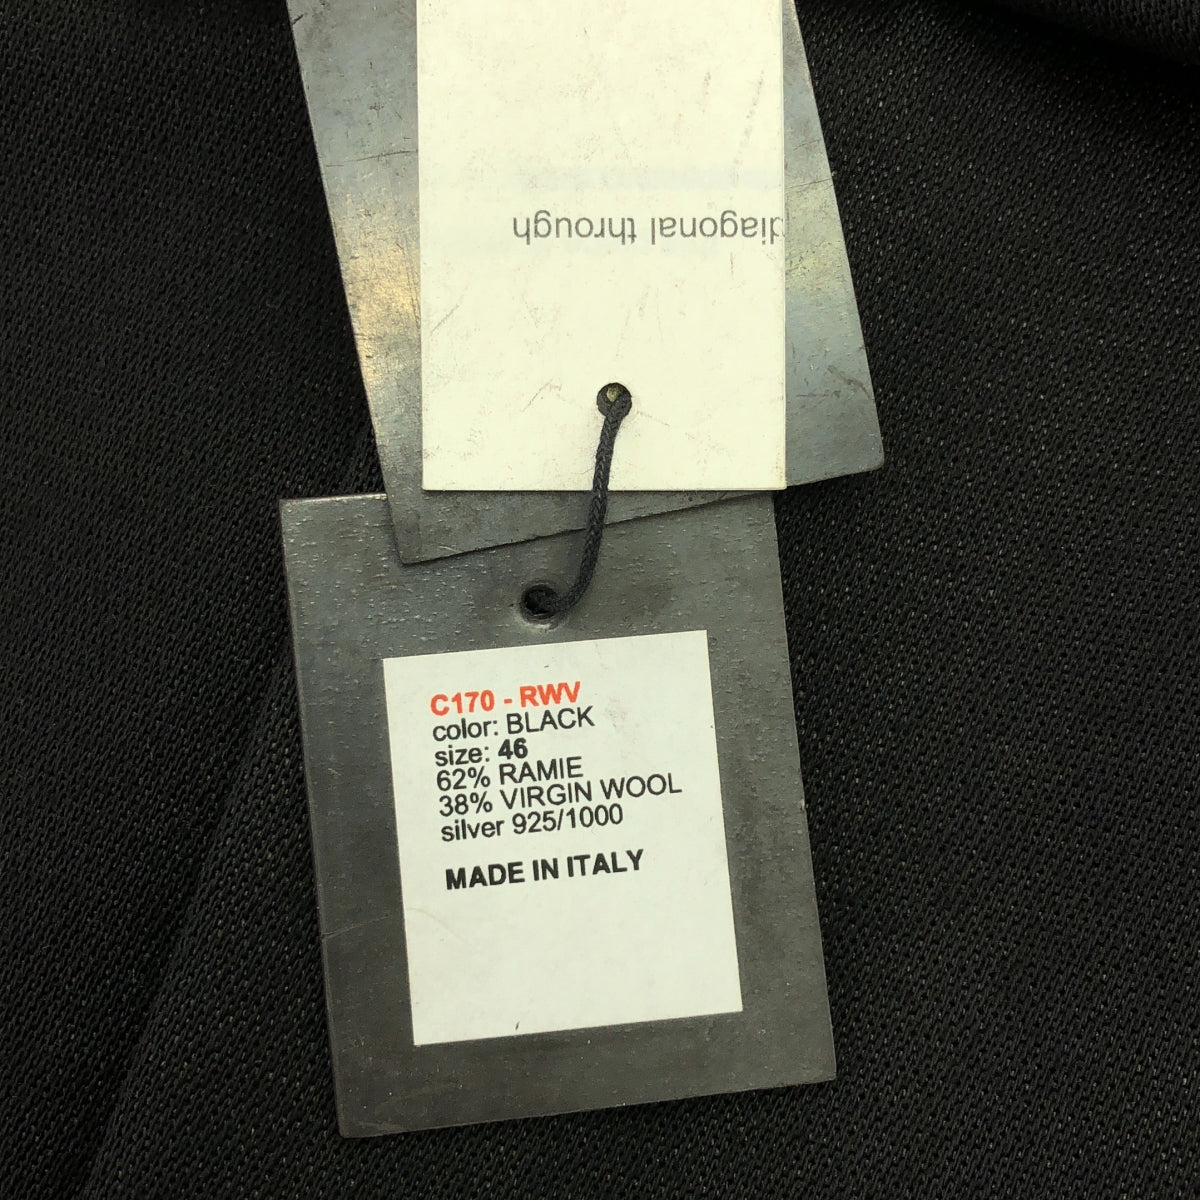 diagonal through
C170 - RWV
color: BLACK
size: 46
62% RAMIE
38% VIRGIN WOOL
silver 925/1000
MADE IN ITALY